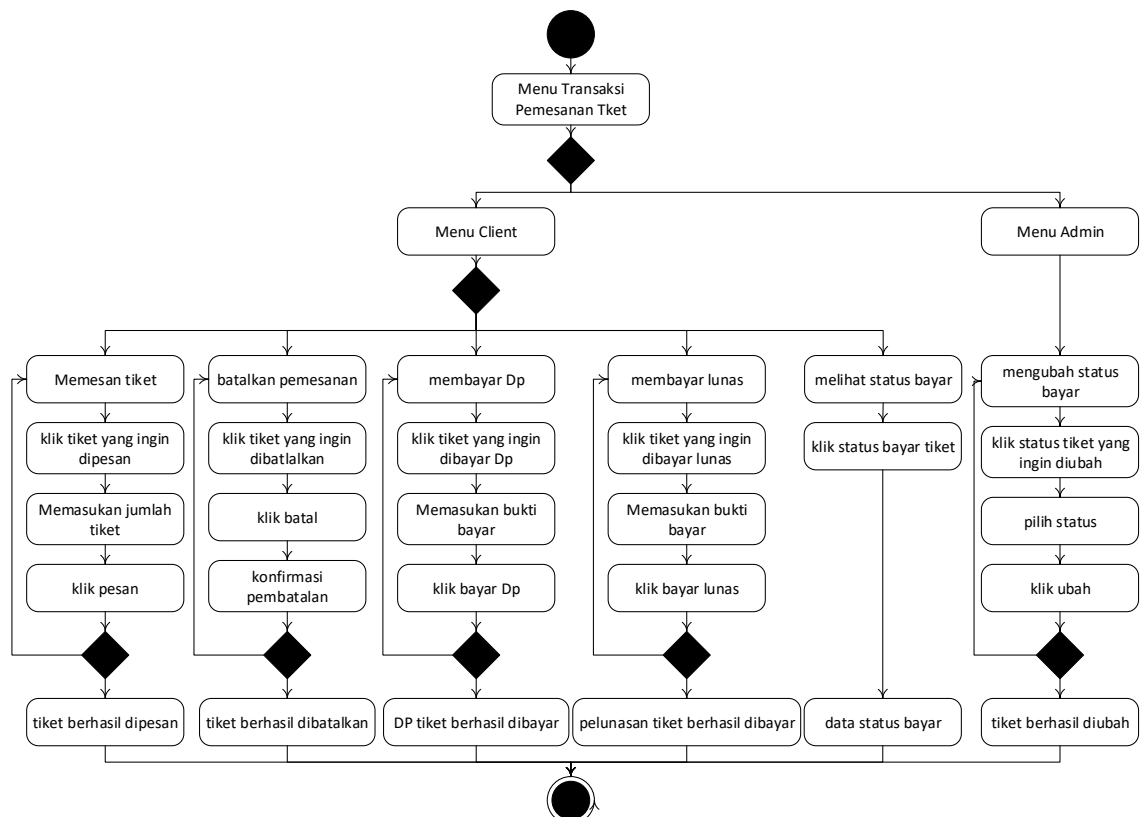 Menu Transaksi
Pemesanan Tket
Menu Client
Menu Admin
Memesan tiket
batalkan pemesanan
membayar Dp
membayar lunas
melihat status bayar
mengubah status
bayar
klik tiket yang ingin
dipesan
klik tiket yang ingin
dibatlalkan
klik tiket yang ingin
dibayar Dp
klik tiket yang ingin
dibayar lunas
klik status bayar tiket
klik status tiket yang
ingin diubah
Memasukan jumlah
tiket
klik batal
Memasukan bukti
bayar
Memasukan bukti
bayar
pilih status
klik pesan
konfirmasi
pembatalan
klik bayar Dp
klik bayar lunas
klik ubah
tiket berhasil dipesan
tiket berhasil dibatalkan
DP tiket berhasil dibayar
pelunasan tiket berhasil dibayar
data status bayar
tiket berhasil diubah